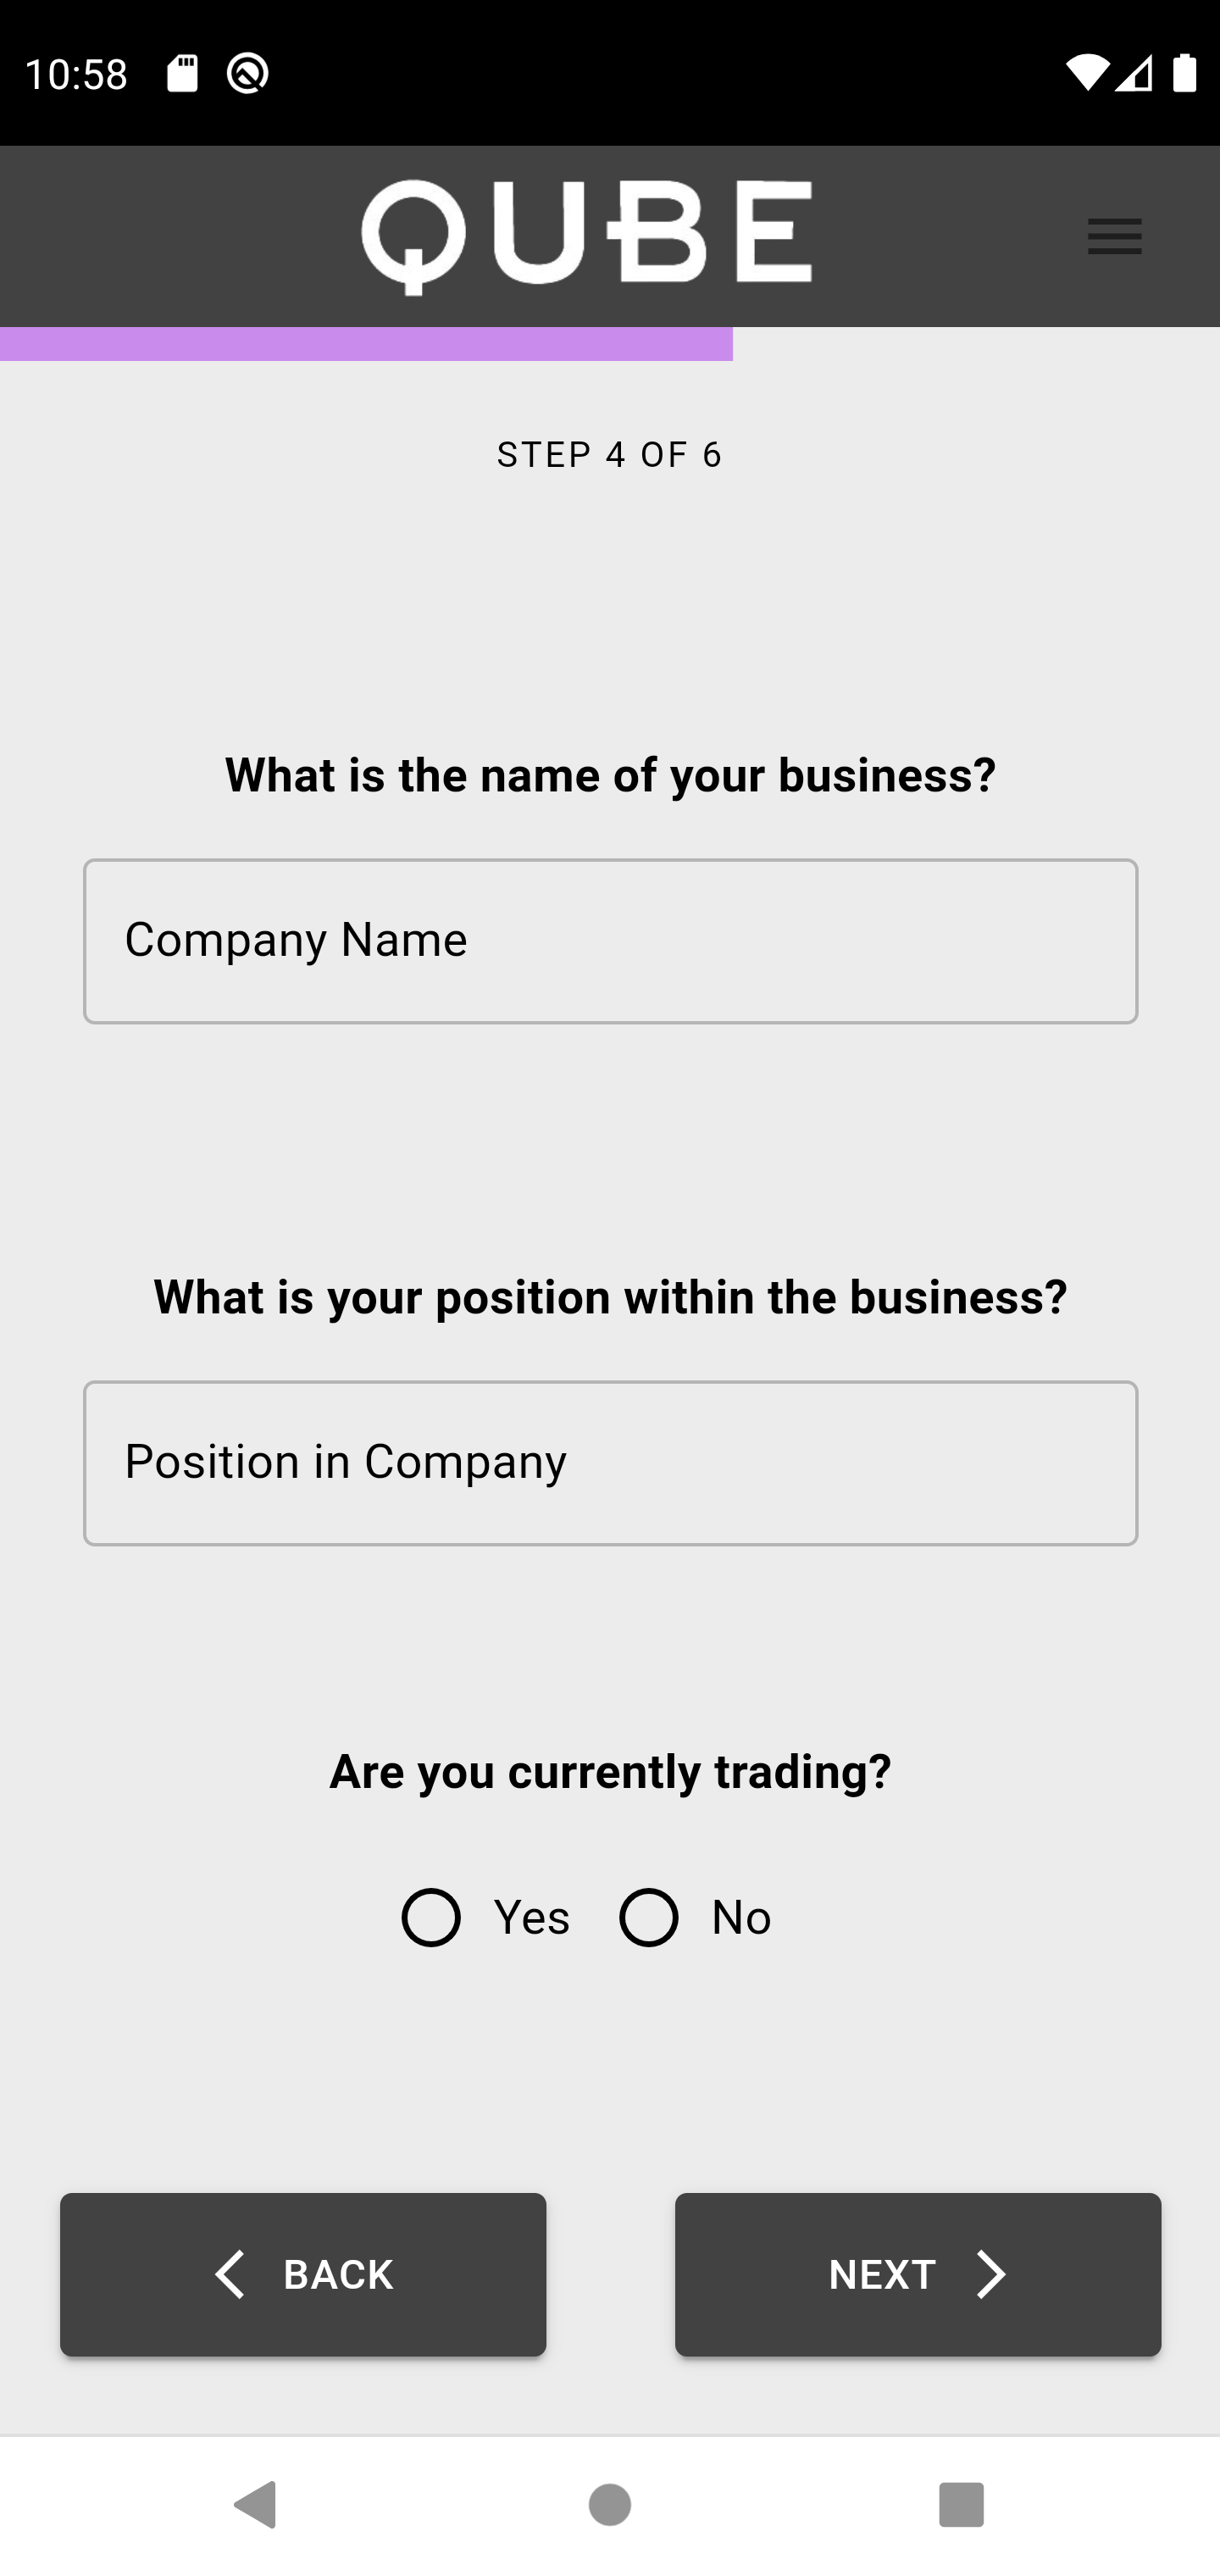 10:58
QUBE
STEP 4 OF 6
What is the name of your business?
Company Name
What is your position within the business?
Position in Company
Are you currently trading?
Yes No
BACK NEXT